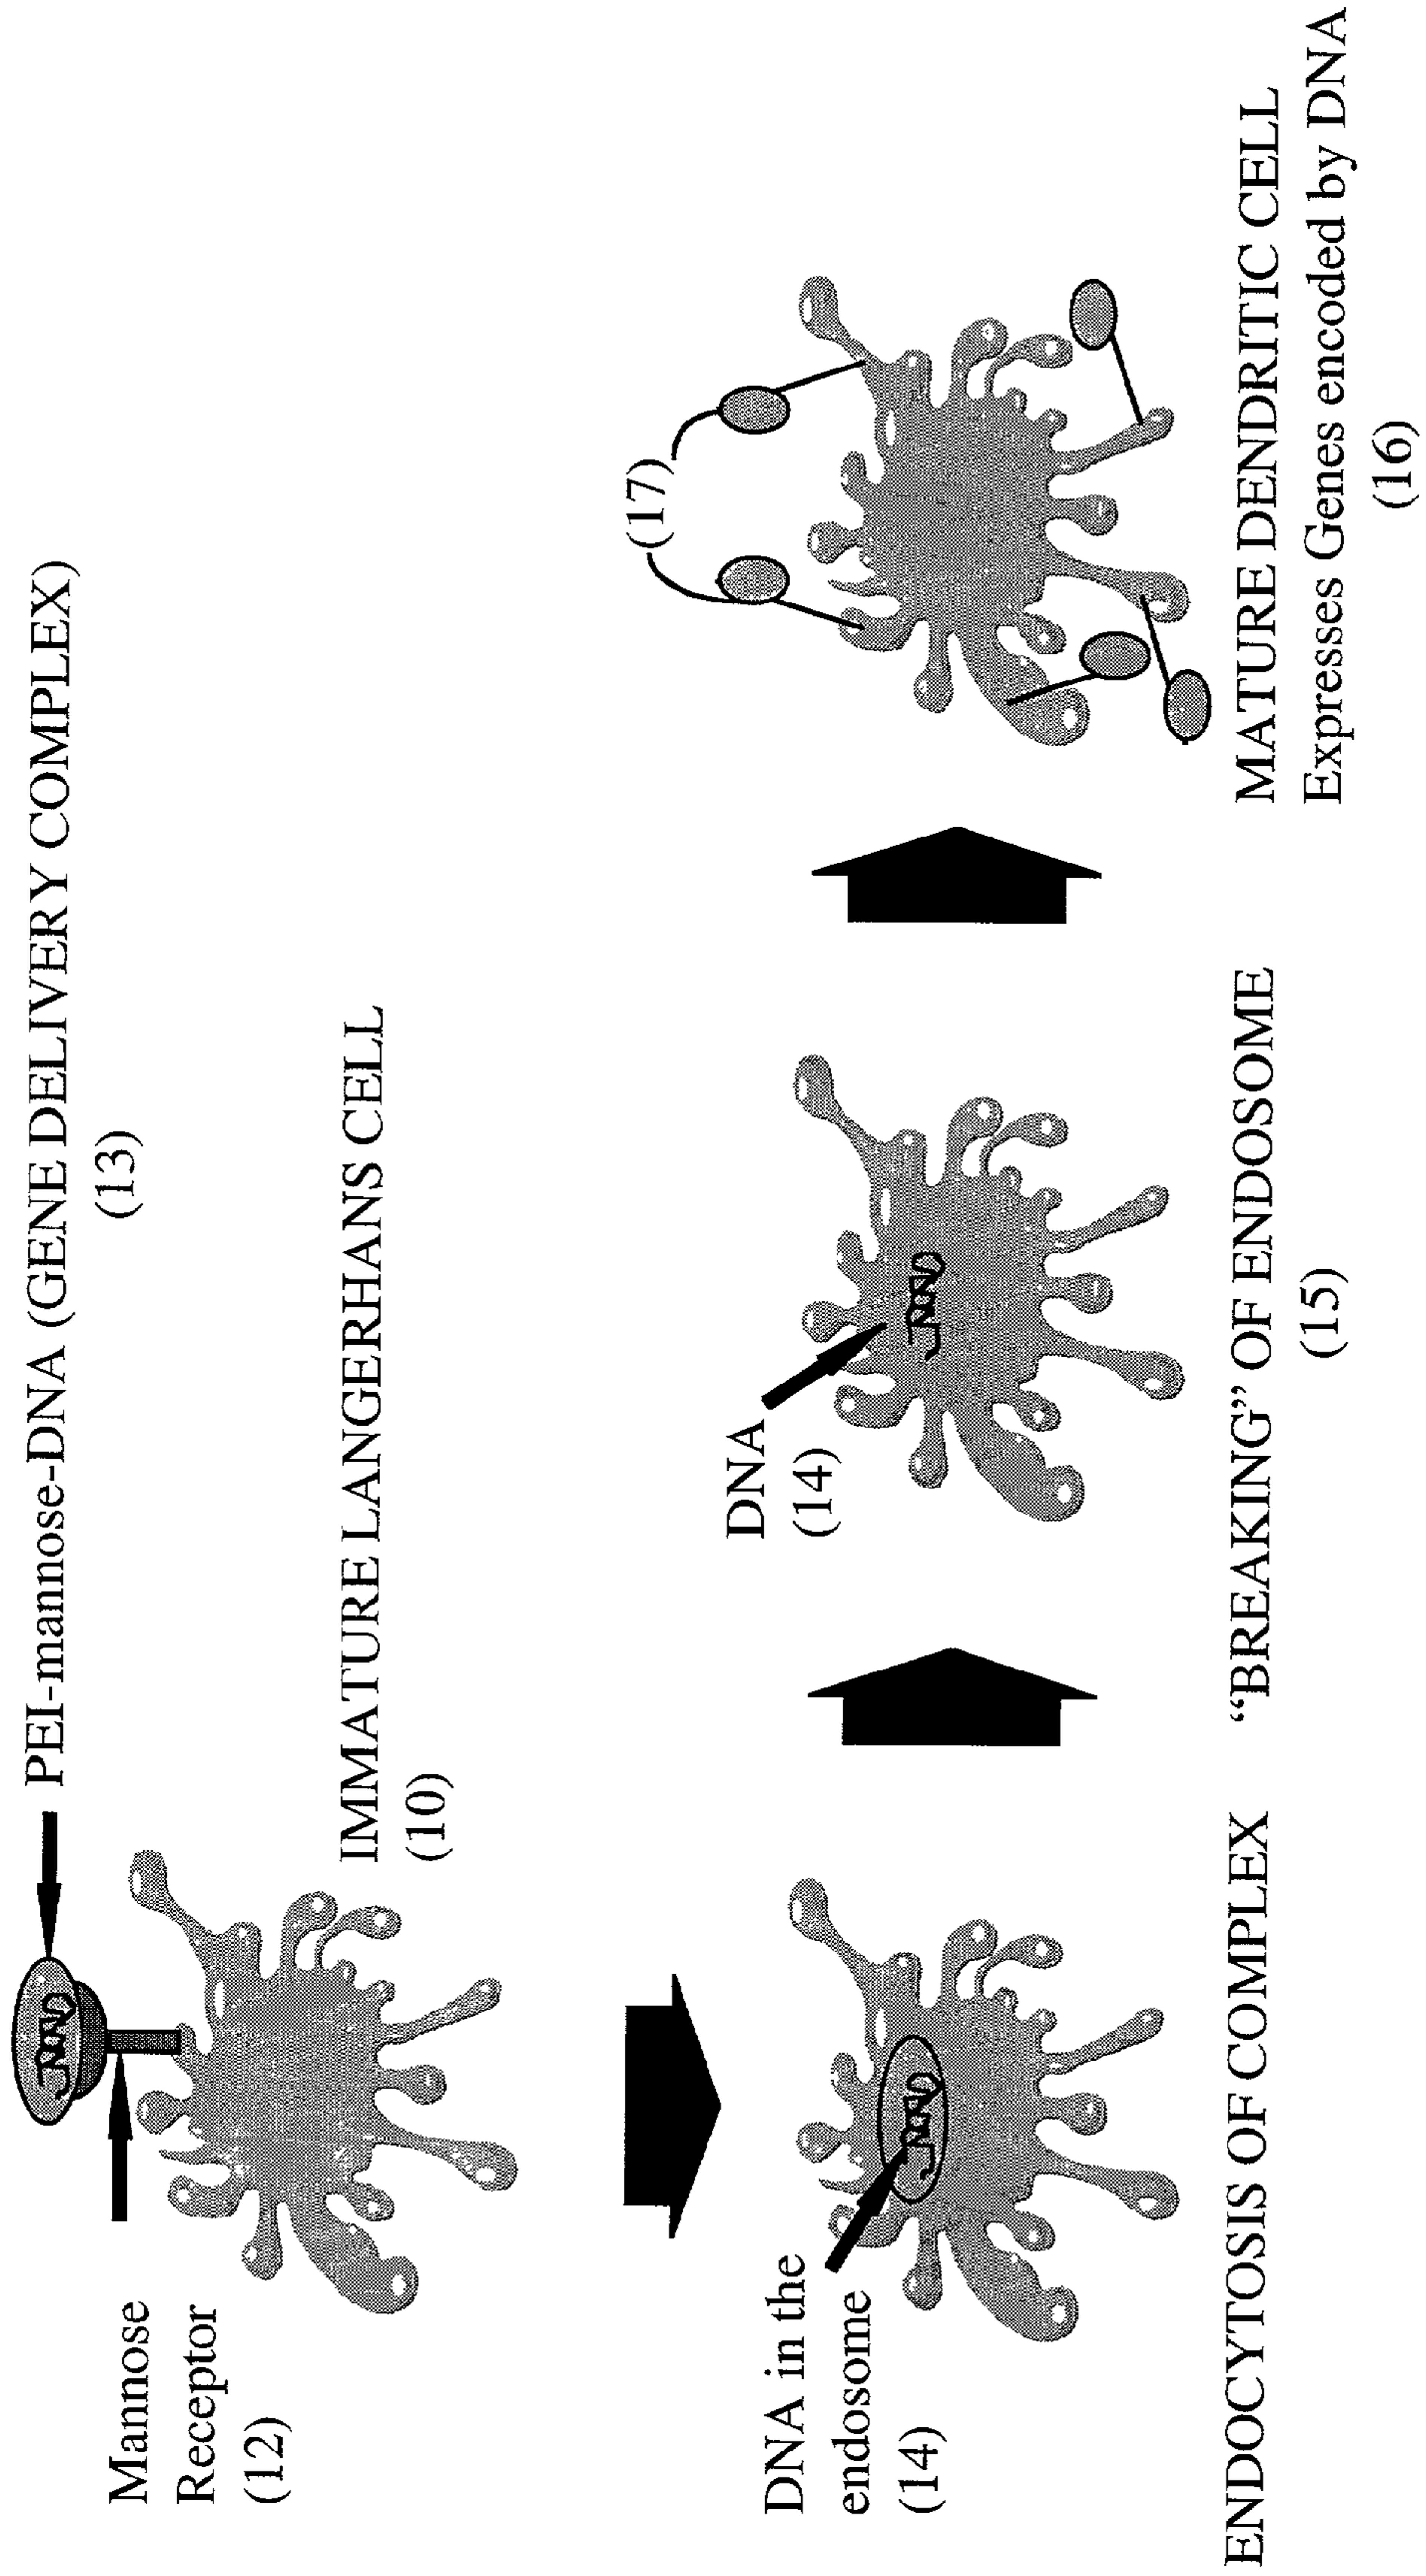 PEI-mannose-DNA (GENE DELIVERY COMPLEX)
(13)
Mannose
Receptor
(12)
IMMATURE LANGERHANS CELL
(10)
DNA in the
endosome
(14)
ENDOCYTOSIS OF COMPLEX
DNA
(14)
"BREAKING" OF ENDOSOME
(15)
(17)
MATURE DENDRITIC CELL
Expresses Genes encoded by DNA
(16)